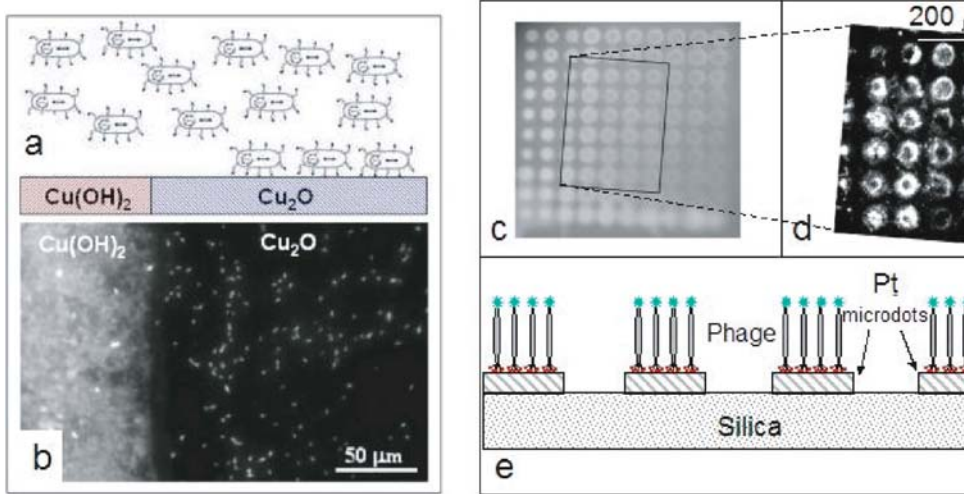 a
Cu(OH)₂ Cu₂O
Cu(OH)₂ Cu₂O
b
50 μm
c
200
d
Pt
Phage microdots
Silica
e